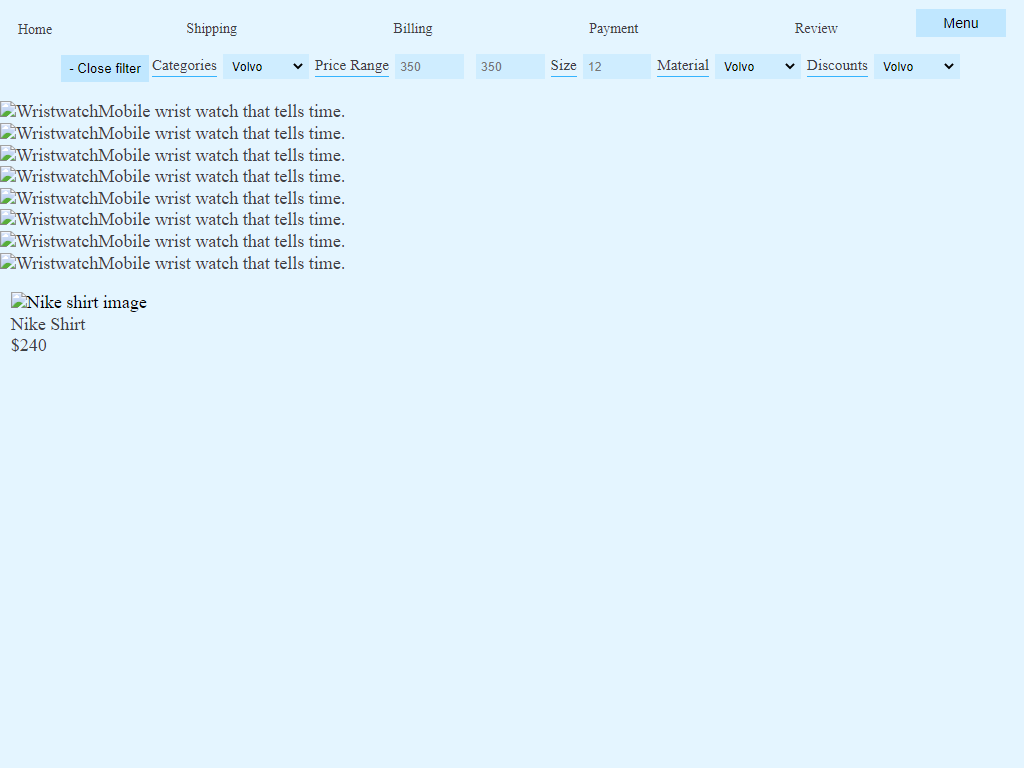 Home Shipping Billing Payment Review Menu
- Close filter Categories Volvo Price Range 350 350 Size 12 Material Volvo Discounts Volvo
WristwatchMobile wrist watch that tells time.
WristwatchMobile wrist watch that tells time.
WristwatchMobile wrist watch that tells time.
WristwatchMobile wrist watch that tells time.
WristwatchMobile wrist watch that tells time.
WristwatchMobile wrist watch that tells time.
WristwatchMobile wrist watch that tells time.
WristwatchMobile wrist watch that tells time.
Nike shirt image
Nike Shirt
$240